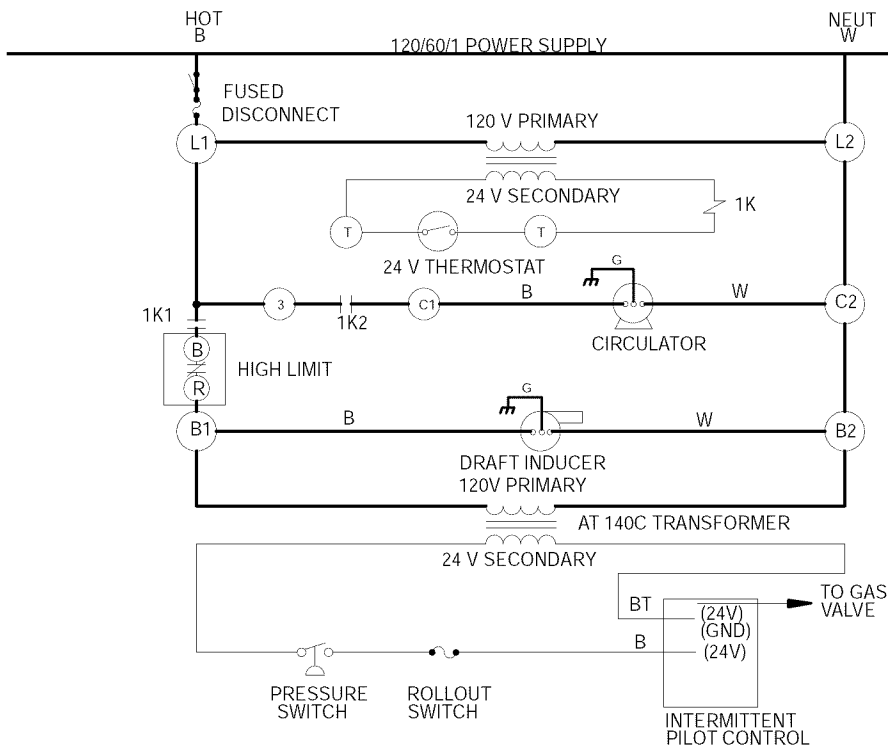 HOT
B
NEUT
W
120/60/1 POWER SUPPLY
FUSED
DISCONNECT
120 V PRIMARY
L1
L2
24 V SECONDARY
1K
T
T
24 V THERMOSTAT
G
B
W
3
C1
C2
1K1
1K2
CIRCULATOR
B
HIGH LIMIT
R
G
B1
B
W
B2
DRAFT INDUCER
120V PRIMARY
AT 140C TRANSFORMER
24 V SECONDARY
BT
(24V)
(GND)
TO GAS
VALVE
B
(24V)
PRESSURE
SWITCH
ROLLOUT
SWITCH
INTERMITTENT
PILOT CONTROL